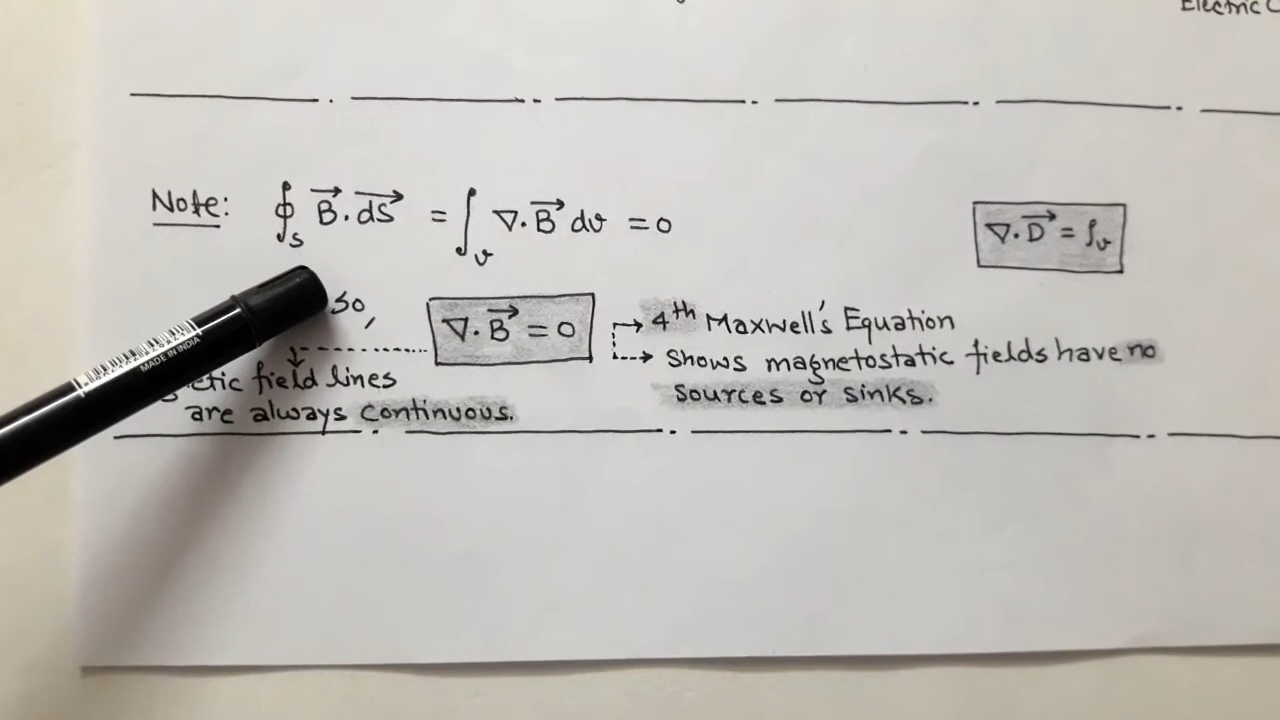 Electric
Note: ∮s B⃗.ds⃗ = ∫v ∇.B⃗ dv = 0
∇.D⃗ = ρv
So,
∇.B⃗ = 0
4th Maxwell's Equation
Shows magnetostatic fields have no
sources or sinks.
field lines
are always continuous.
MADE IN INDIA